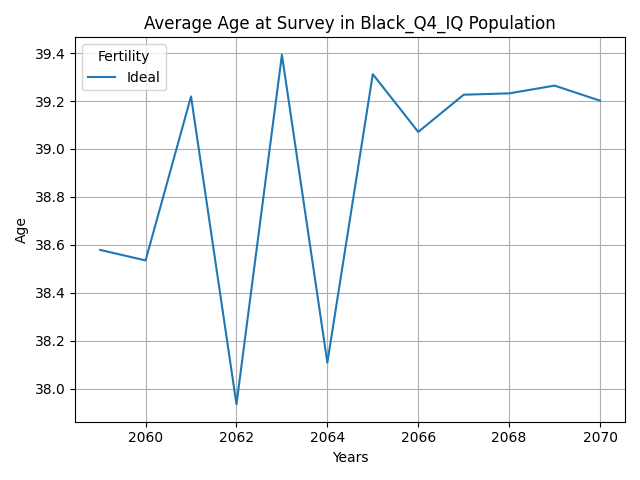 Average Age at Survey in Black_Q4_IQ Population
Fertility
Ideal
39.4
39.2
39.0
38.8
38.6
38.4
38.2
38.0
Age
2060 2062 2064 2066 2068 2070
Years